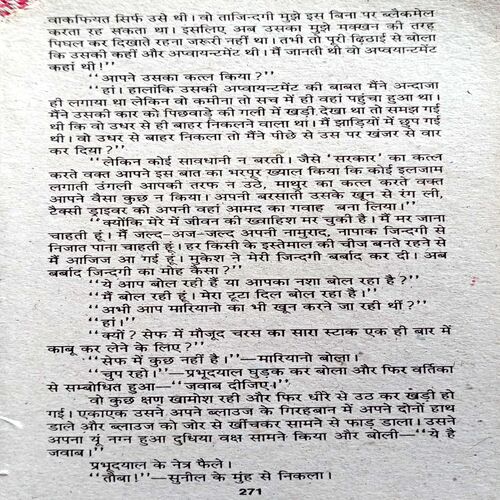 वाकफियत सिर्फ उसे थी। वो ताजिन्दगी मुझे इस बिना पर ब्लैकमेल
करता रह सकता था। इसलिए अब उसका मुझे मक्खन की तरह
पिघल कर दिखाते रहना जरूरी नहीं था। तभी तो पूरी ढिठाई से बोला
कि उसकी कहीं और अप्वायन्टमेंट थी। मैं जानती थी वो अप्वायन्टमेंट
कहां थी!''
''आपने उसका कत्ल किया?''
''हां। हालांकि उसकी अप्वायन्टमेंट की बाबत मैंने अन्दाजा
ही लगाया था लेकिन वो कमीना तो सच में ही वहां पहुंचा हुआ था।
मैंने उसकी कार को पिछवाड़े की गली में खड़ी देखा था तो समझ गई
थी कि वो उधर से ही बाहर निकलने वाला था। मैं झाड़ियों में छुप गई
थी। वो उधर से बाहर निकला तो मैंने पीछे से उस पर खंजर से वार
कर दिया?''
''लेकिन कोई सावधानी न बरती। जैसे 'सरकार' का कत्ल
करते वक्त आपने इस बात का भरपूर ख्याल किया कि कोई इलजाम
लगाती उंगली आपकी तरफ न उठे, माथुर का कत्ल करते वक्त
आपने वैसा कुछ न किया। अपनी बरसाती उसके खून से रंगा ली,
टैक्सी ड्राइवर को अपनी वहां आमद का गवाह बना लिया।''
''क्योंकि मेरे में जीवन की ख्वाहिश मर चुकी है। मैं मर जाना
चाहती हूं। मैं जल्द-अज-जल्द अपनी नामुराद, नापाक जिन्दगी से
निजात पाना चाहती हूं। हर किसी के इस्तेमाल की चीज बनते रहने से
मैं आजिज आ गई हूं। मुकेश ने मेरी जिन्दगी बर्बाद कर दी। अब
बर्बाद जिन्दगी का मोह कैसा?''
''ये आप बोल रही हैं या आपका नशा बोल रहा है?''
''मैं बोल रही हूं। मेरा टूटा दिल बोल रहा है।''
''अभी आप मारियानो का भी खून करने जा रही थीं?''
''हां।''
''क्यों? सेफ में मौजूद चरस का सारा स्टाक एक ही बार में
काबू कर लेने के लिए?''
''सेफ में कुछ नहीं है।''—मारियानो बोला।
''चुप रहो।''—प्रभूदयाल घुड़क कर बोला और फिर वर्तिका
से सम्बोधित हुआ—''जवाब दीजिए।''
वो कुछ क्षण खामोश रही और फिर धीरे से उठ कर खड़ी हो
गई। एकाएक उसने अपने ब्लाउज के गिरहबान में अपने दोनों हाथ
डाले और ब्लाउज को जोर से खींचकर सामने से फाड़ डाला। उसने
अपना यूं नग्न हुआ दुधिया वक्ष सामने किया और बोली—''ये है
जवाब।''
प्रभूदयाल के नेत्र फैले।
''तौबा!''—सुनील के मुंह से निकला।
271